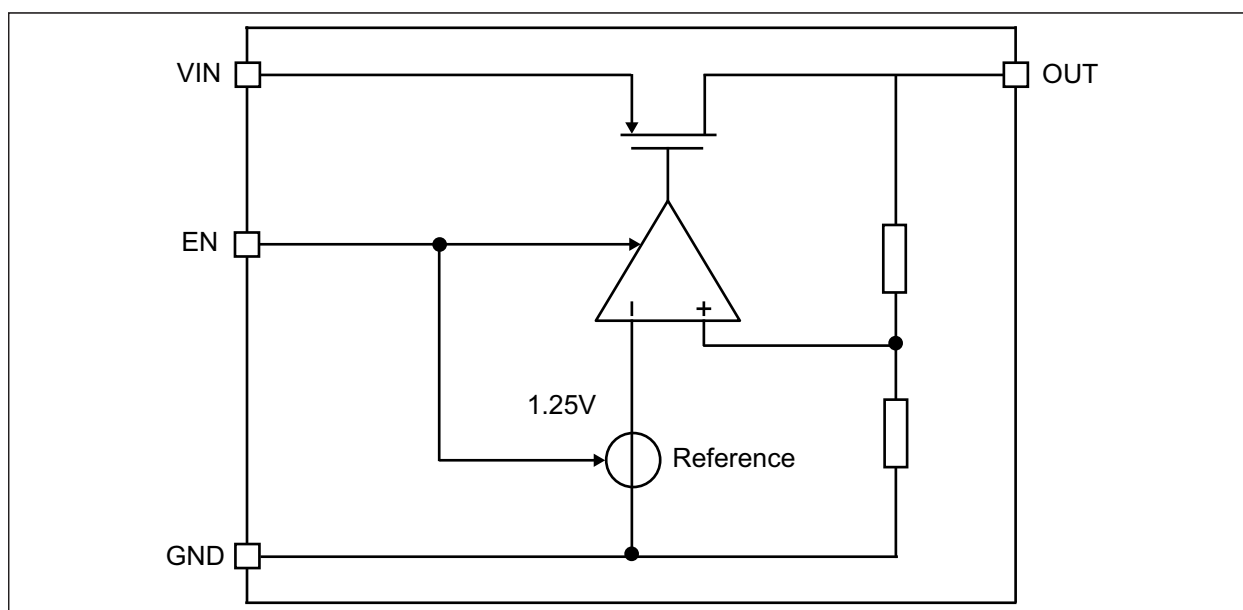 VIN
OUT
EN
– +
1.25V
Reference
GND